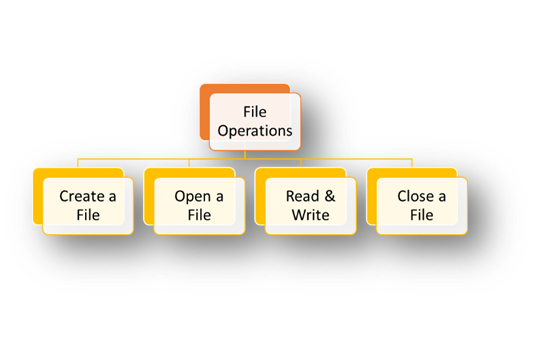 File
Operations
Create a
File
Open a
File
Read &
Write
Close a
File